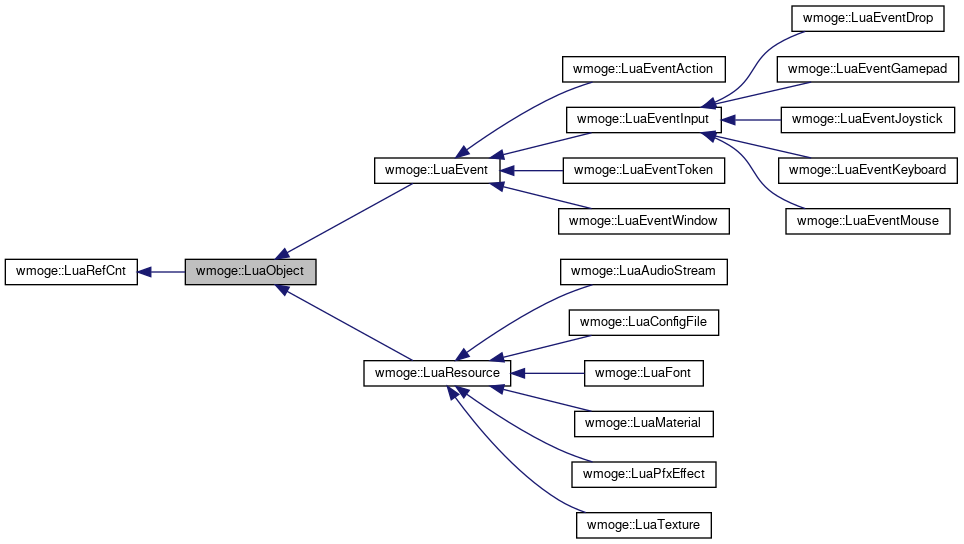 wmoge::LuaEventDrop
wmoge::LuaEventAction
wmoge::LuaEventGamepad
wmoge::LuaEventInput
wmoge::LuaEventJoystick
wmoge::LuaEvent
wmoge::LuaEventToken
wmoge::LuaEventKeyboard
wmoge::LuaEventWindow
wmoge::LuaEventMouse
wmoge::LuaRefCnt
wmoge::LuaObject
wmoge::LuaAudioStream
wmoge::LuaConfigFile
wmoge::LuaResource
wmoge::LuaFont
wmoge::LuaMaterial
wmoge::LuaPfxEffect
wmoge::LuaTexture